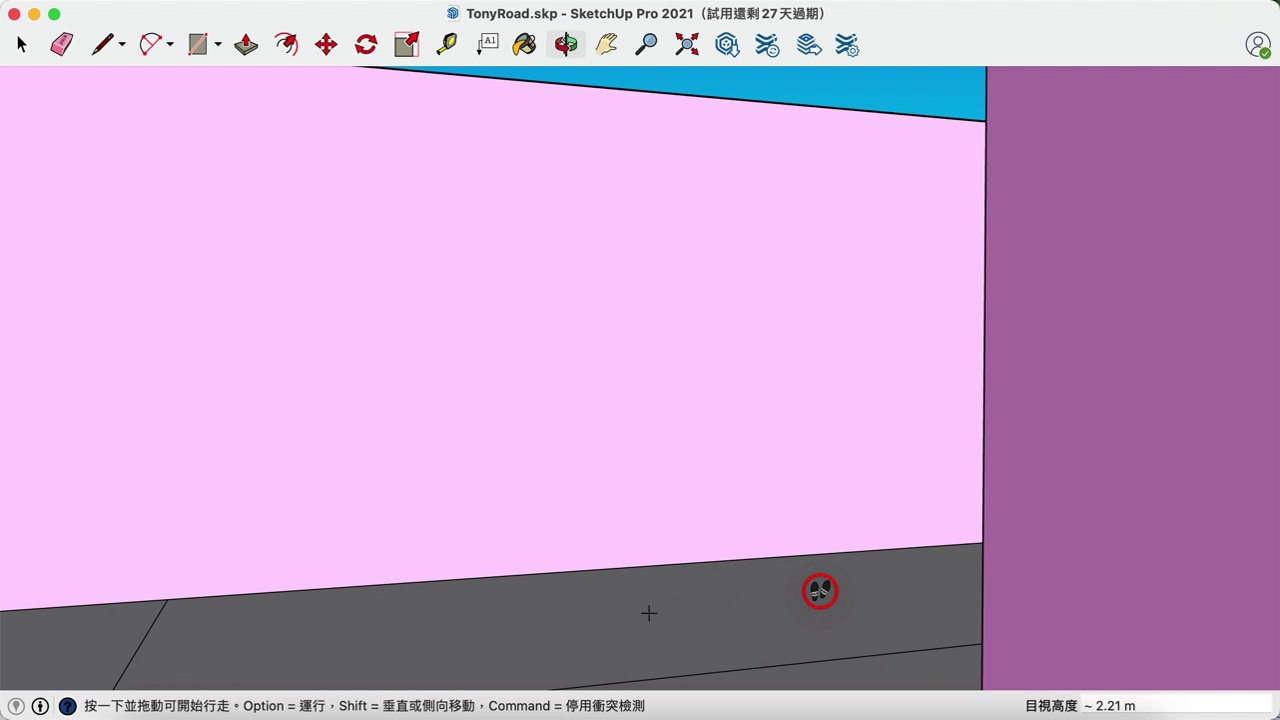 TonyRoad.skp - SketchUp Pro 2021（試用還剩 27 天過期）
A1
按一下並拖動可開始行走。Option = 運行，Shift = 垂直或側向移動，Command = 停用衝突檢測
目視高度 ~ 2.21 m